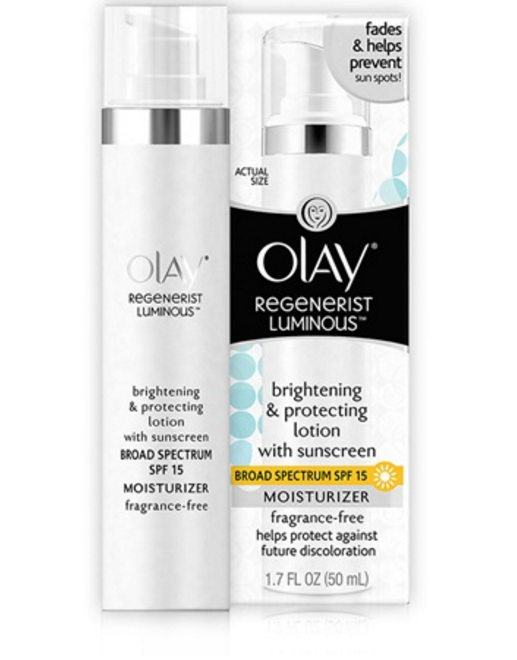 OLAY®
REGENERIST
LUMINOUS™
brightening
& protecting
lotion
with sunscreen
BROAD SPECTRUM
SPF 15
MOISTURIZER
fragrance-free
fades
& helps
prevent
sun spots!
ACTUAL
SIZE
OLAY®
REGENERIST
LUMINOUS™
brightening
& protecting
lotion
with sunscreen
BROAD SPECTRUM SPF 15
MOISTURIZER
fragrance-free
helps protect against
future discoloration
1.7 FL OZ (50 mL)